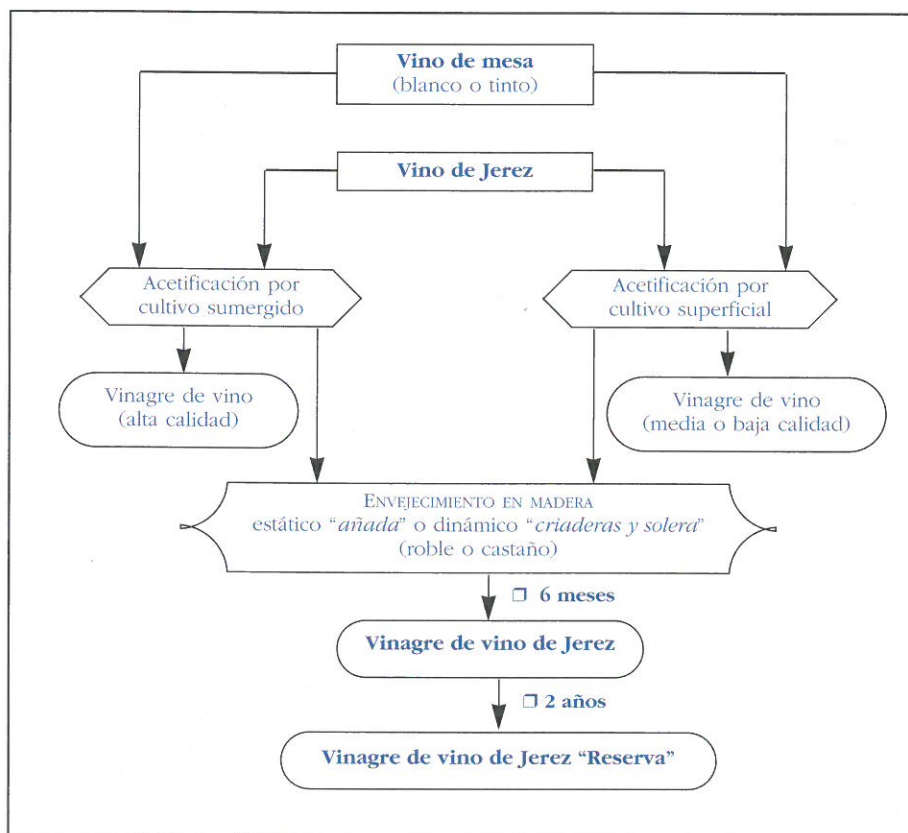 Vino de mesa
(blanco o tinto)
Vino de Jerez
Acetificación por
cultivo sumergido
Acetificación por
cultivo superficial
Vinagre de vino
(alta calidad)
Vinagre de vino
(media o baja calidad)
ENVEJECIMIENTO EN MADERA
estático “añada” o dinámico “criaderas y solera”
(roble o castaño)
❒ 6 meses
Vinagre de vino de Jerez
❒ 2 años
Vinagre de vino de Jerez “Reserva”